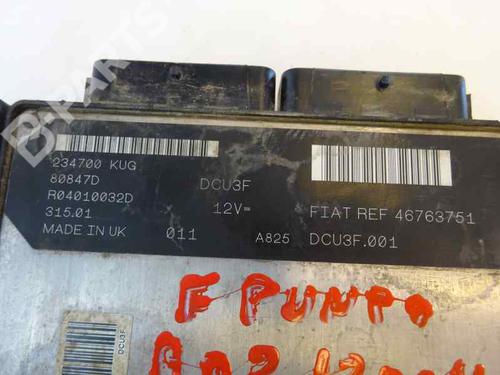 B-PARTS
234700 KUG
80847D DCU3F
R04010032D
315.01 12V= FIAT REF 46763751
MADE IN UK 011 A825 DCU3F.001
DCU3F
F PUNTO